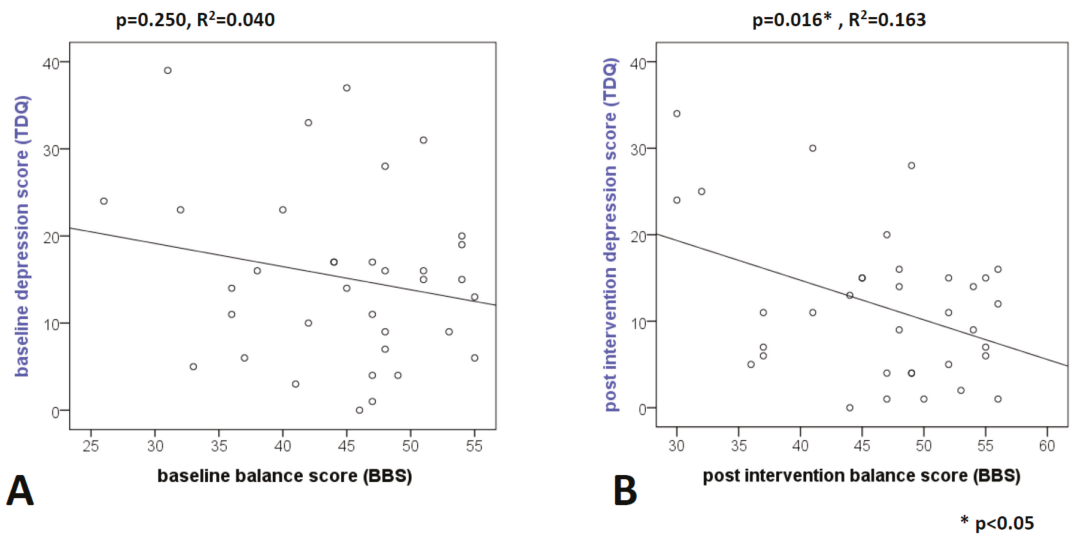 p=0.250, R²=0.040
40
30
20
10
0
baseline depression score (TDQ)
25 30 35 40 45 50 55
baseline balance score (BBS)
A
p=0.016* , R²=0.163
40
30
20
10
0
post intervention depression score (TDQ)
30 35 40 45 50 55 60
post intervention balance score (BBS)
B
* p<0.05